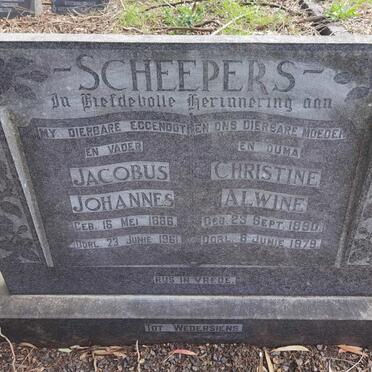 SCHEEPERS
In Liefdevolle Herinnering aan
MY DIERBARE EGGENOOT EN ONS DIERBARE MOEDER
EN VADER EN OUMA
JACOBUS CHRISTINE
JOHANNES ALWINE
GEB. 16 MEI 1886 GEB. 23 SEPT. 1890
OORL. 23 JUNIE 1961 OORL. 8 JUNIE 1979
RUS IN VREDE
TOT WEDERSIENS